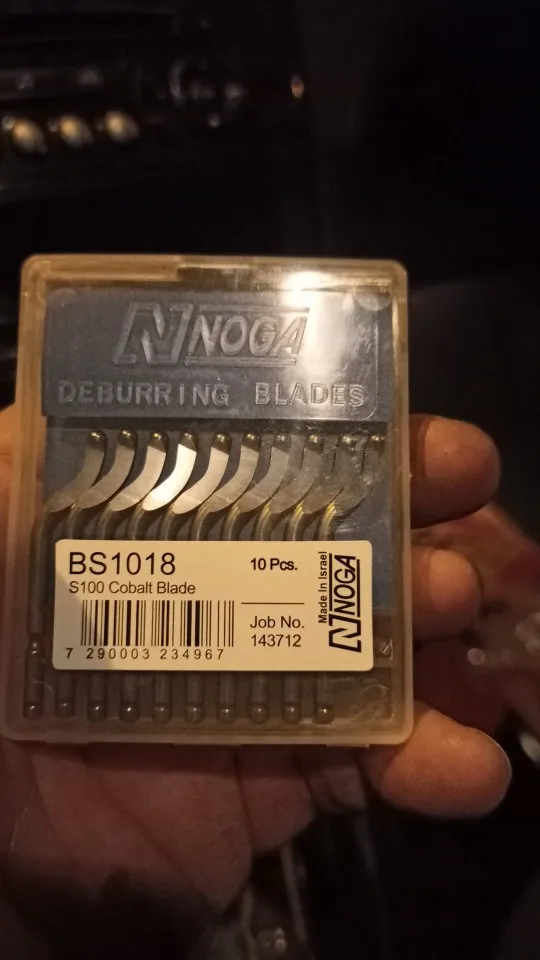 NOGA
DEBURRING BLADES
BS1018
10 Pcs.
S100 Cobalt Blade
Job No.
143712
7 290003 234967
Made in Israel
NOGA